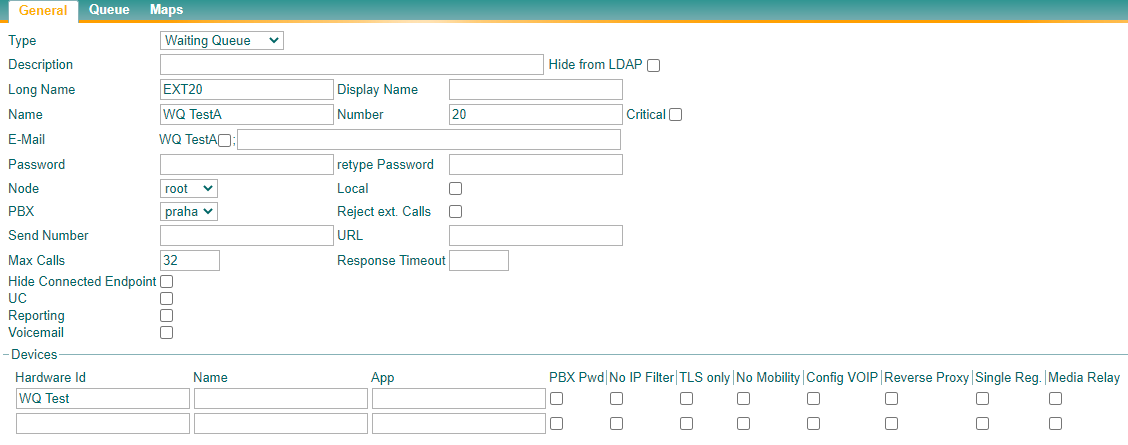 General Queue Maps
Type Waiting Queue
Description Hide from LDAP
Long Name EXT20 Display Name
Name WQ TestA Number 20 Critical
E-Mail WQ TestA ;
Password retype Password
Node root Local
PBX praha Reject ext. Calls
Send Number URL
Max Calls 32 Response Timeout
Hide Connected Endpoint
UC
Reporting
Voicemail
Devices
Hardware Id Name App PBX Pwd No IP Filter TLS only No Mobility Config VOIP Reverse Proxy Single Reg. Media Relay
WQ Test